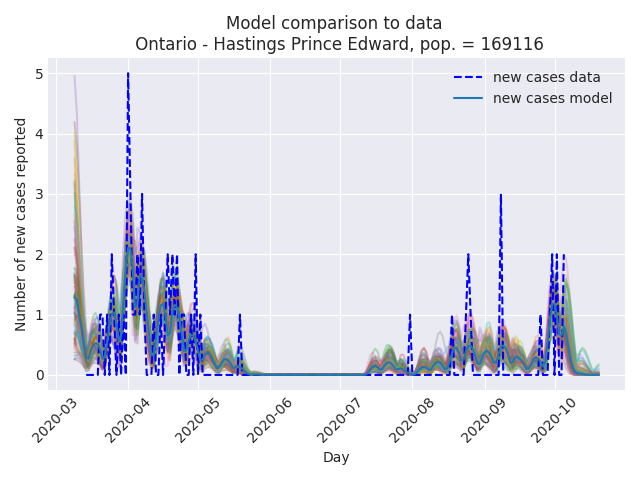 Model comparison to data
Ontario - Hastings Prince Edward, pop. = 169116
new cases data
new cases model
Number of new cases reported
5
4
3
2
1
0
2020-03
2020-04
2020-05
2020-06
2020-07
2020-08
2020-09
2020-10
Day